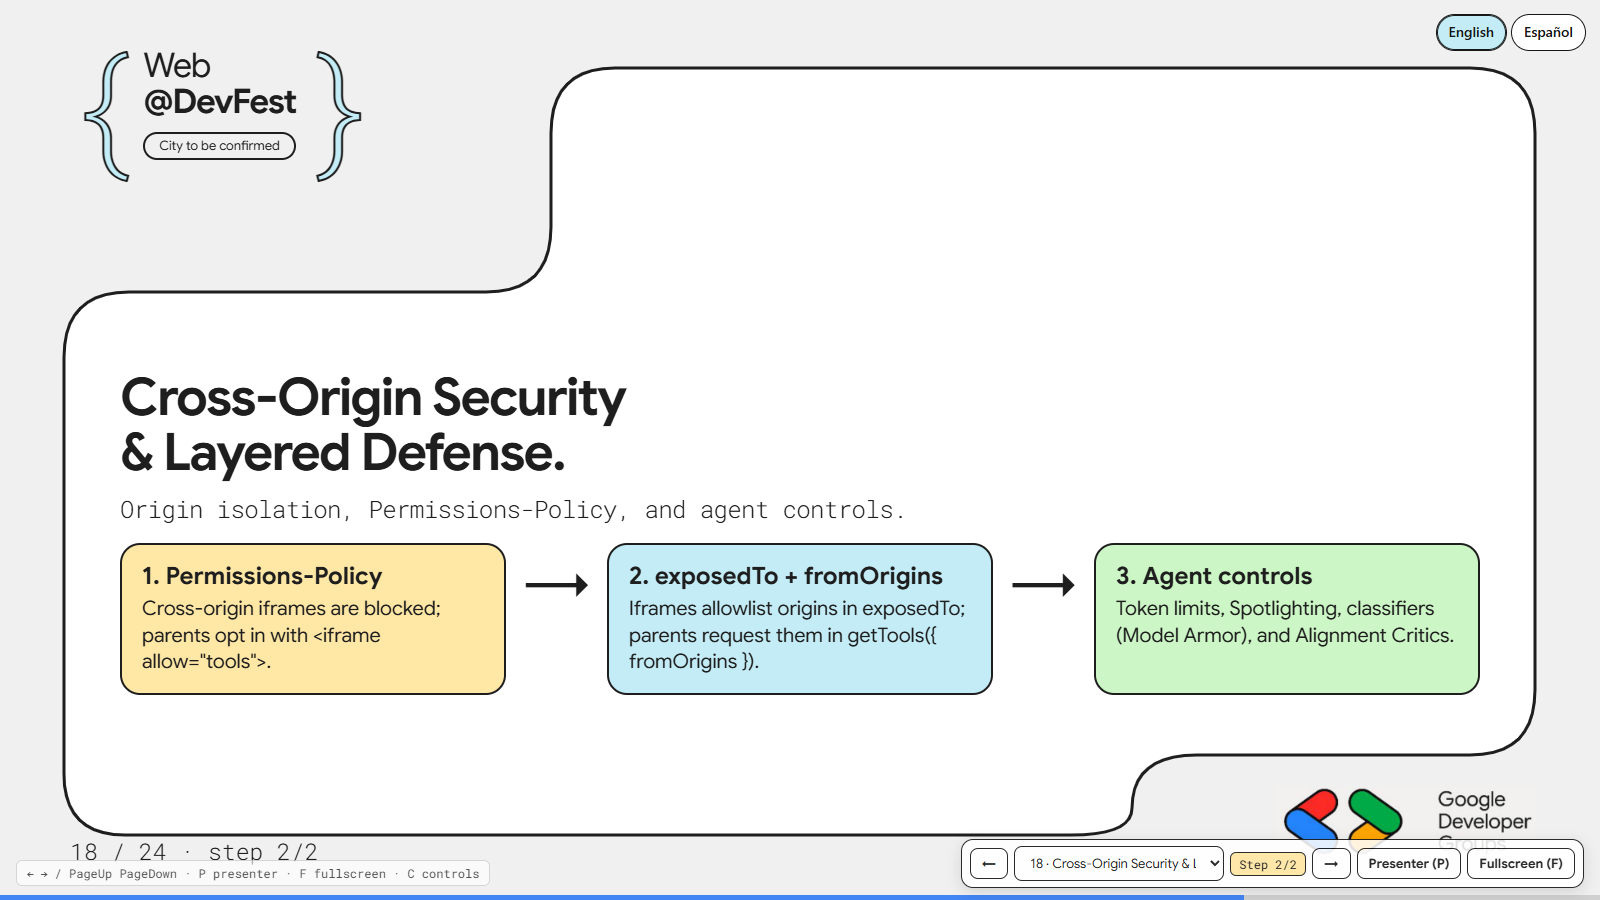 English
Español
Web
@DevFest
City to be confirmed
Cross-Origin Security
& Layered Defense.
Origin isolation, Permissions-Policy, and agent controls.
1. Permissions-Policy
Cross-origin iframes are blocked;
parents opt in with <iframe
allow="tools">.
2. exposedTo + fromOrigins
Iframes allowlist origins in exposedTo;
parents request them in getTools({
fromOrigins }).
3. Agent controls
Token limits, Spotlighting, classifiers
(Model Armor), and Alignment Critics.
Google
Developer
Groups
18 / 24 · step 2/2
← → / PageUp PageDown · P presenter · F fullscreen · C controls
←
18 · Cross-Origin Security & L
Step 2/2
→
Presenter (P)
Fullscreen (F)